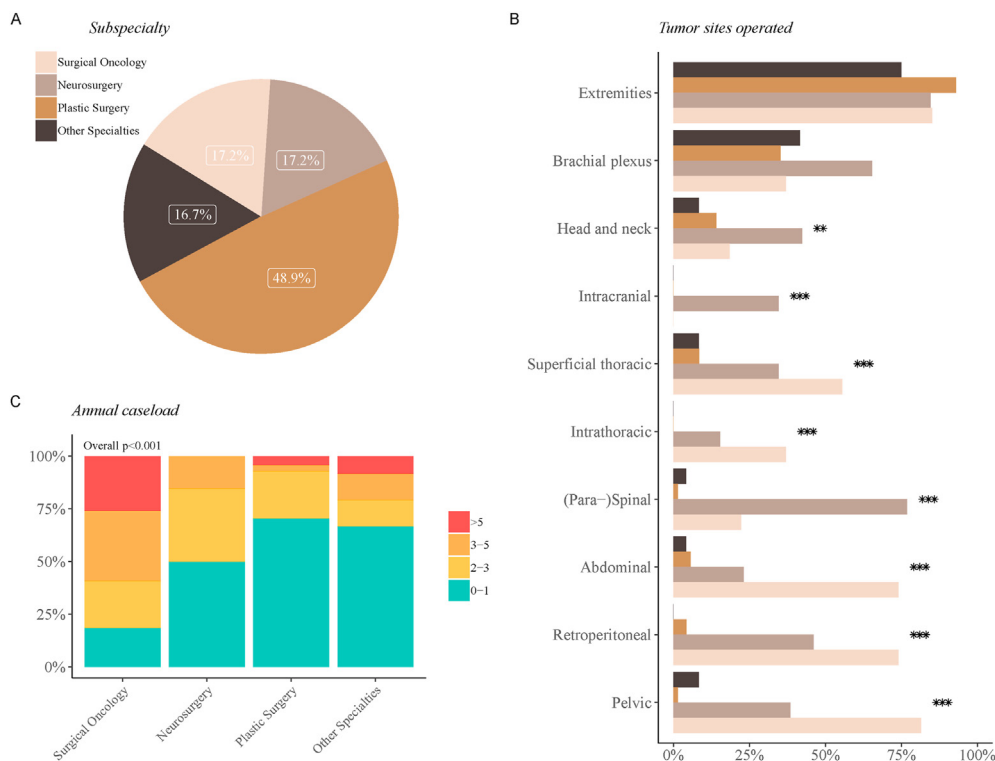 A
Subspecialty
Surgical Oncology
Neurosurgery
Plastic Surgery
Other Specialties
17.2%
17.2%
16.7%
48.9%
B
Tumor sites operated
Extremities
Brachial plexus
Head and neck
**
Intracranial
***
Superficial thoracic
***
Intrathoracic
***
(Para−)Spinal
***
Abdominal
***
Retroperitoneal
***
Pelvic
***
0%
25%
50%
75%
100%
C
Annual caseload
Overall p<0.001
100%
75%
50%
25%
0%
>5
3−5
2−3
0−1
Surgical Oncology
Neurosurgery
Plastic Surgery
Other Specialties